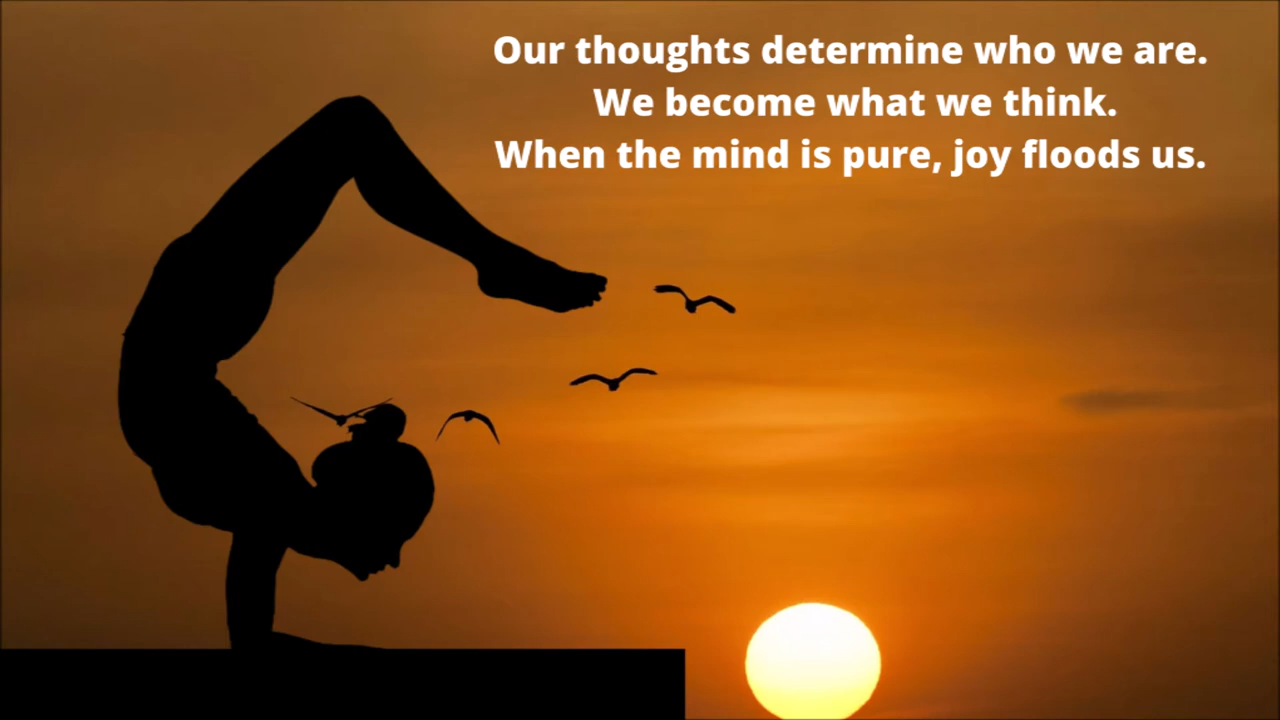 Our thoughts determine who we are.
We become what we think.
When the mind is pure, joy floods us.